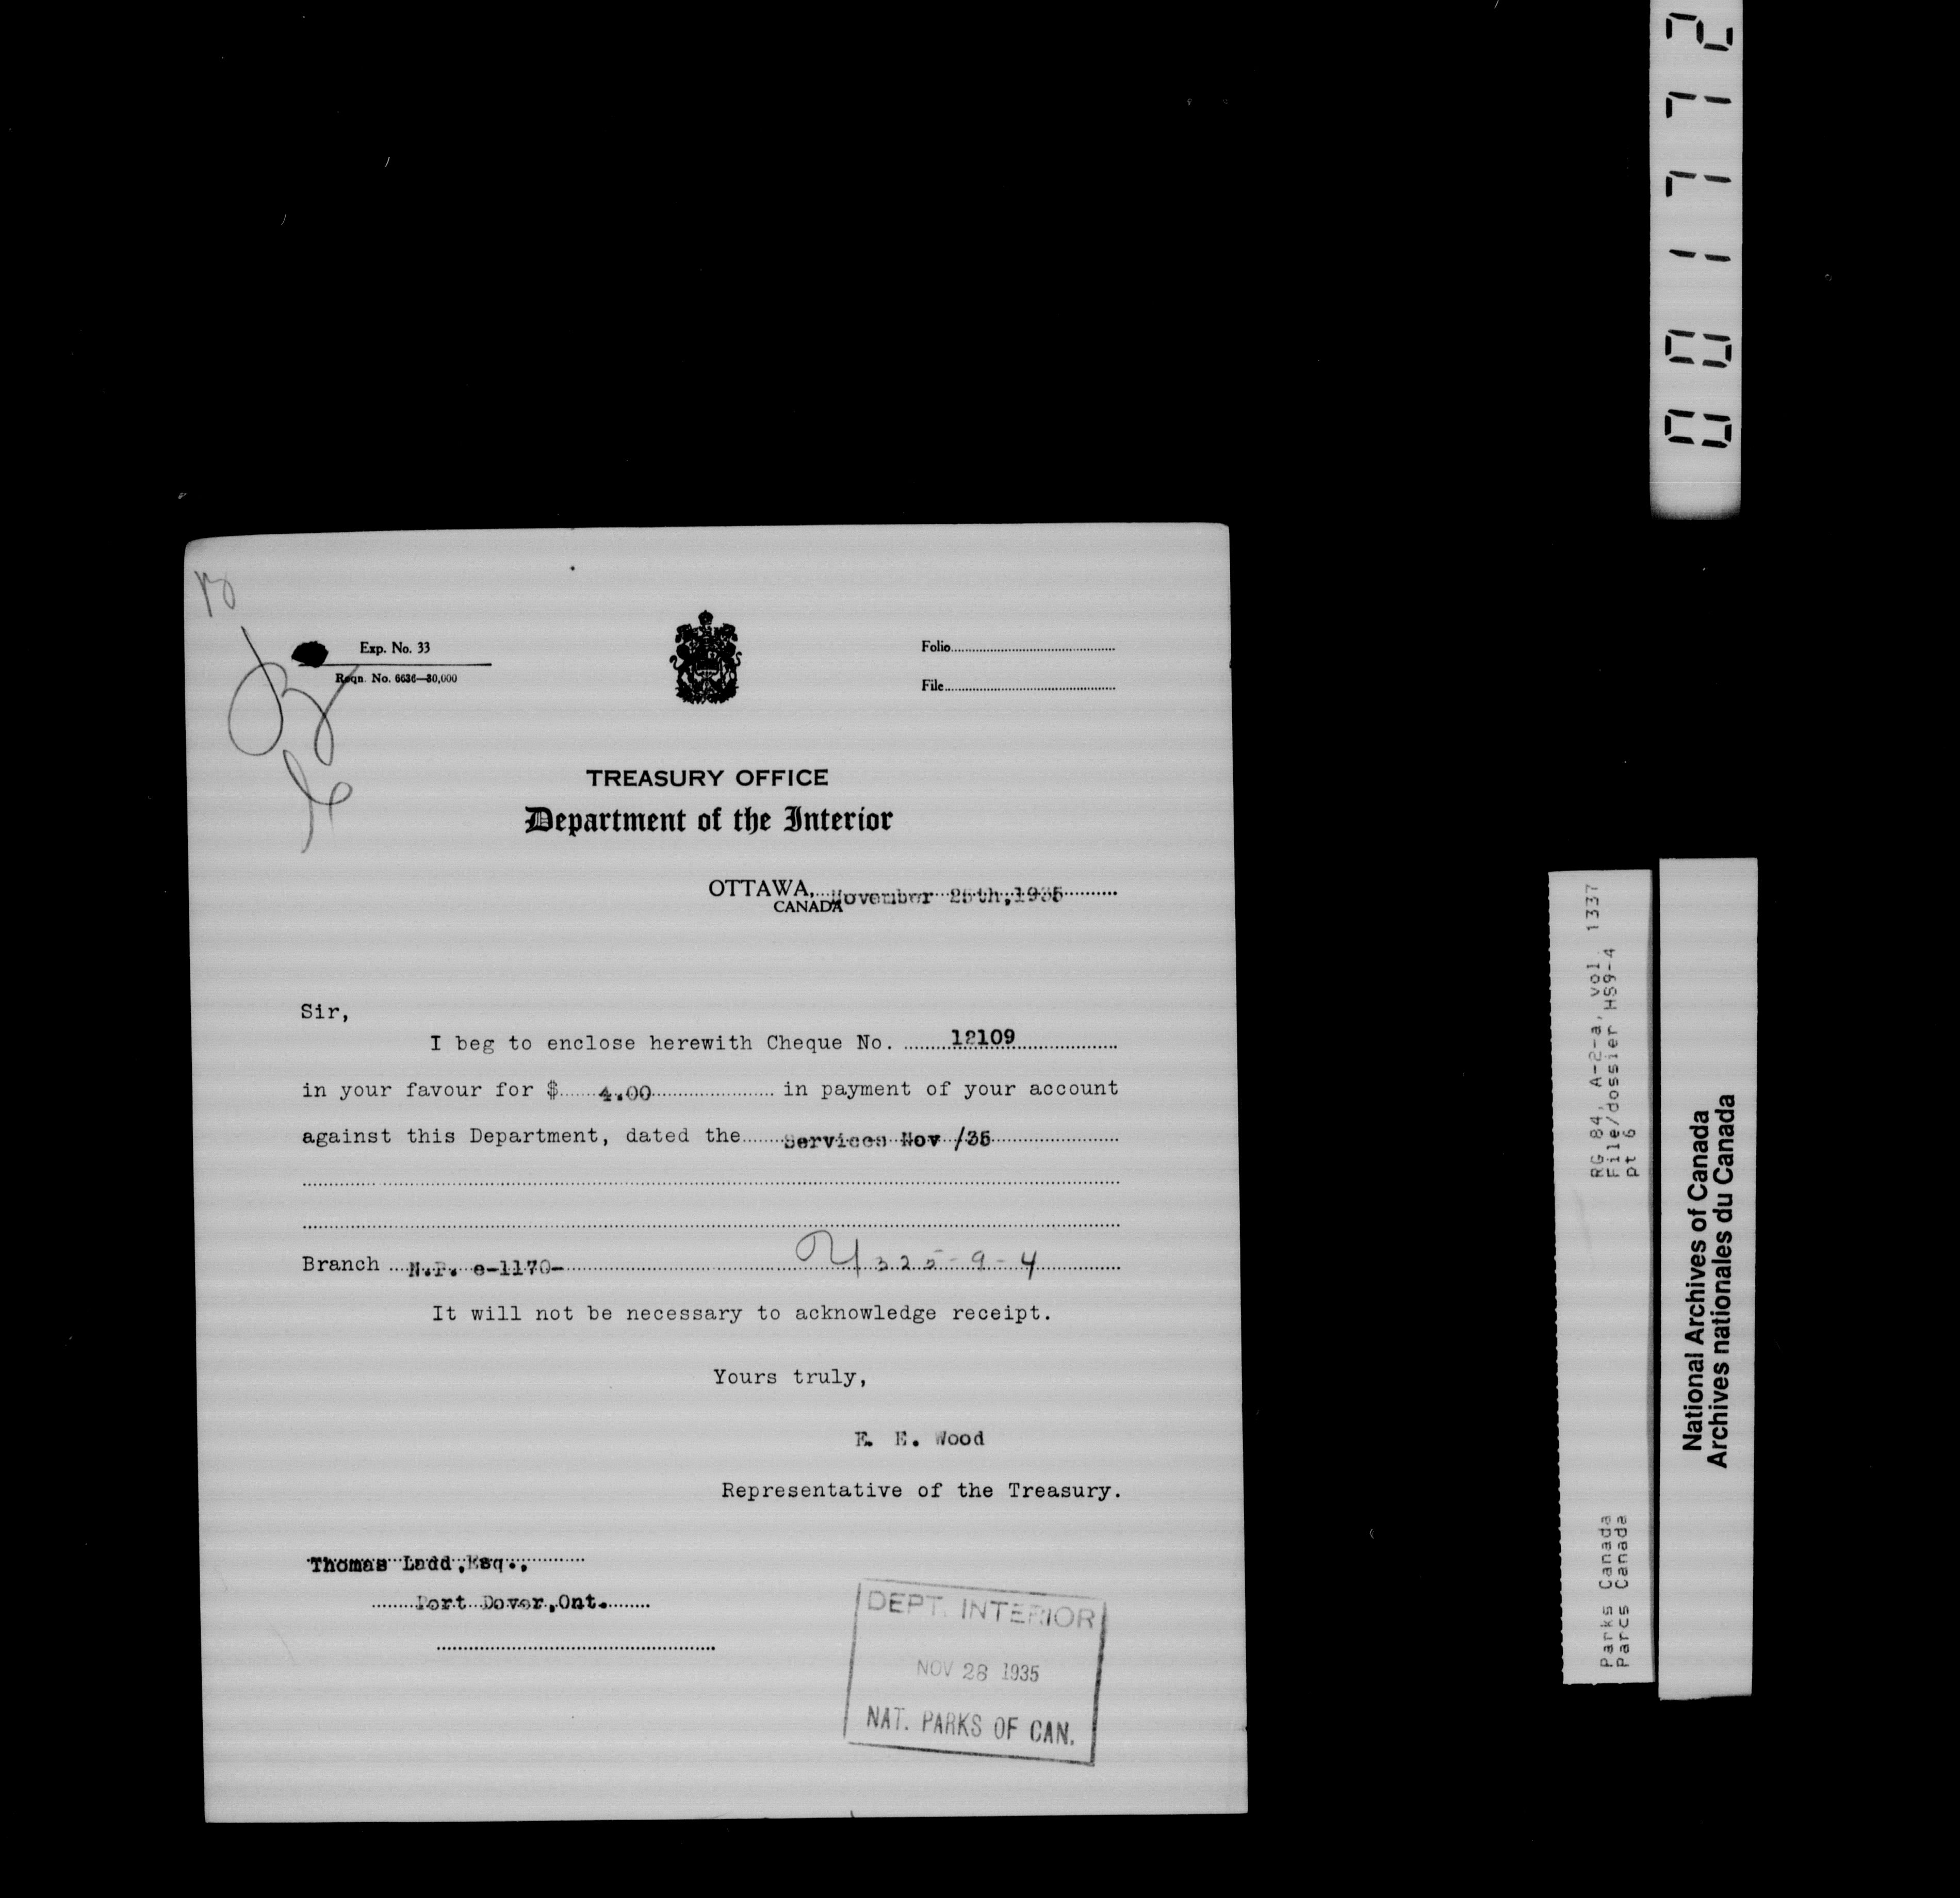 001772
Exp. No. 33
Reqn. No. 6636—30,000
Folio
File
TREASURY OFFICE
Department of the Interior
OTTAWA, November 25th,1935
CANADA
Sir,
I beg to enclose herewith Cheque No. 12109
in your favour for $ 4.00 in payment of your account
against this Department, dated the Services Nov /35
Branch N.P. e-1170- 325-9-4
It will not be necessary to acknowledge receipt.
Yours truly,
E. Wood
Representative of the Treasury.
Thomas Ladd,Esq.,
Port Dover,Ont.
DEPT. INTERIOR
NOV 28 1935
NAT. PARKS OF CAN.
RG 84, A-2-a, vol. 1337
File/dossier HS9-4
pt 6
Parks Canada
Parcs Canada
National Archives of Canada
Archives nationales du Canada